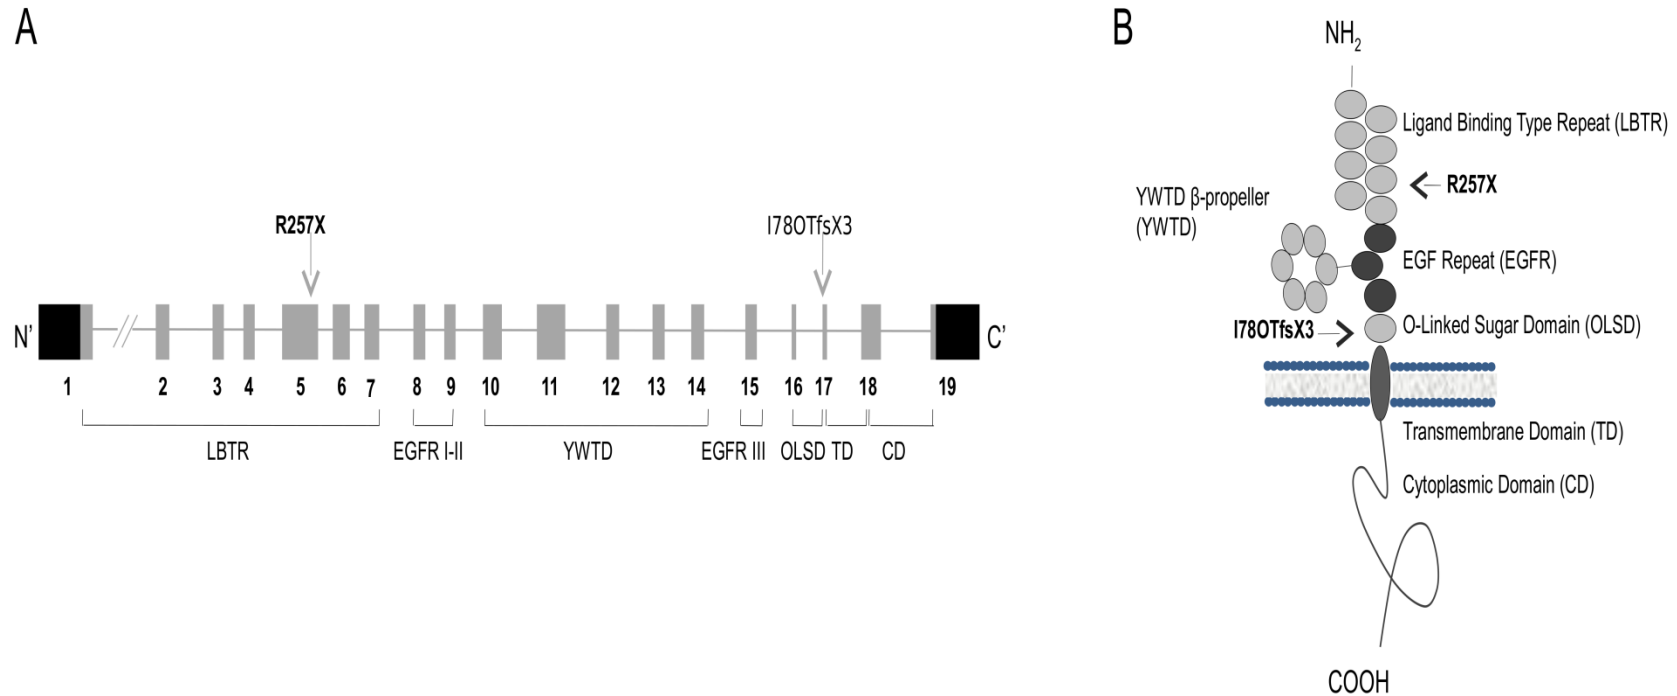 A
R257X
I78OTfsX3
N'
C'
1 2 3 4 5 6 7 8 9 10 11 12 13 14 15 16 17 18 19
LBTR EGFR I-II YWTD EGFR III OLSD TD CD
B
NH2
Ligand Binding Type Repeat (LBTR)
R257X
YWTD β-propeller
(YWTD)
EGF Repeat (EGFR)
I78OTfsX3
O-Linked Sugar Domain (OLSD)
Transmembrane Domain (TD)
Cytoplasmic Domain (CD)
COOH